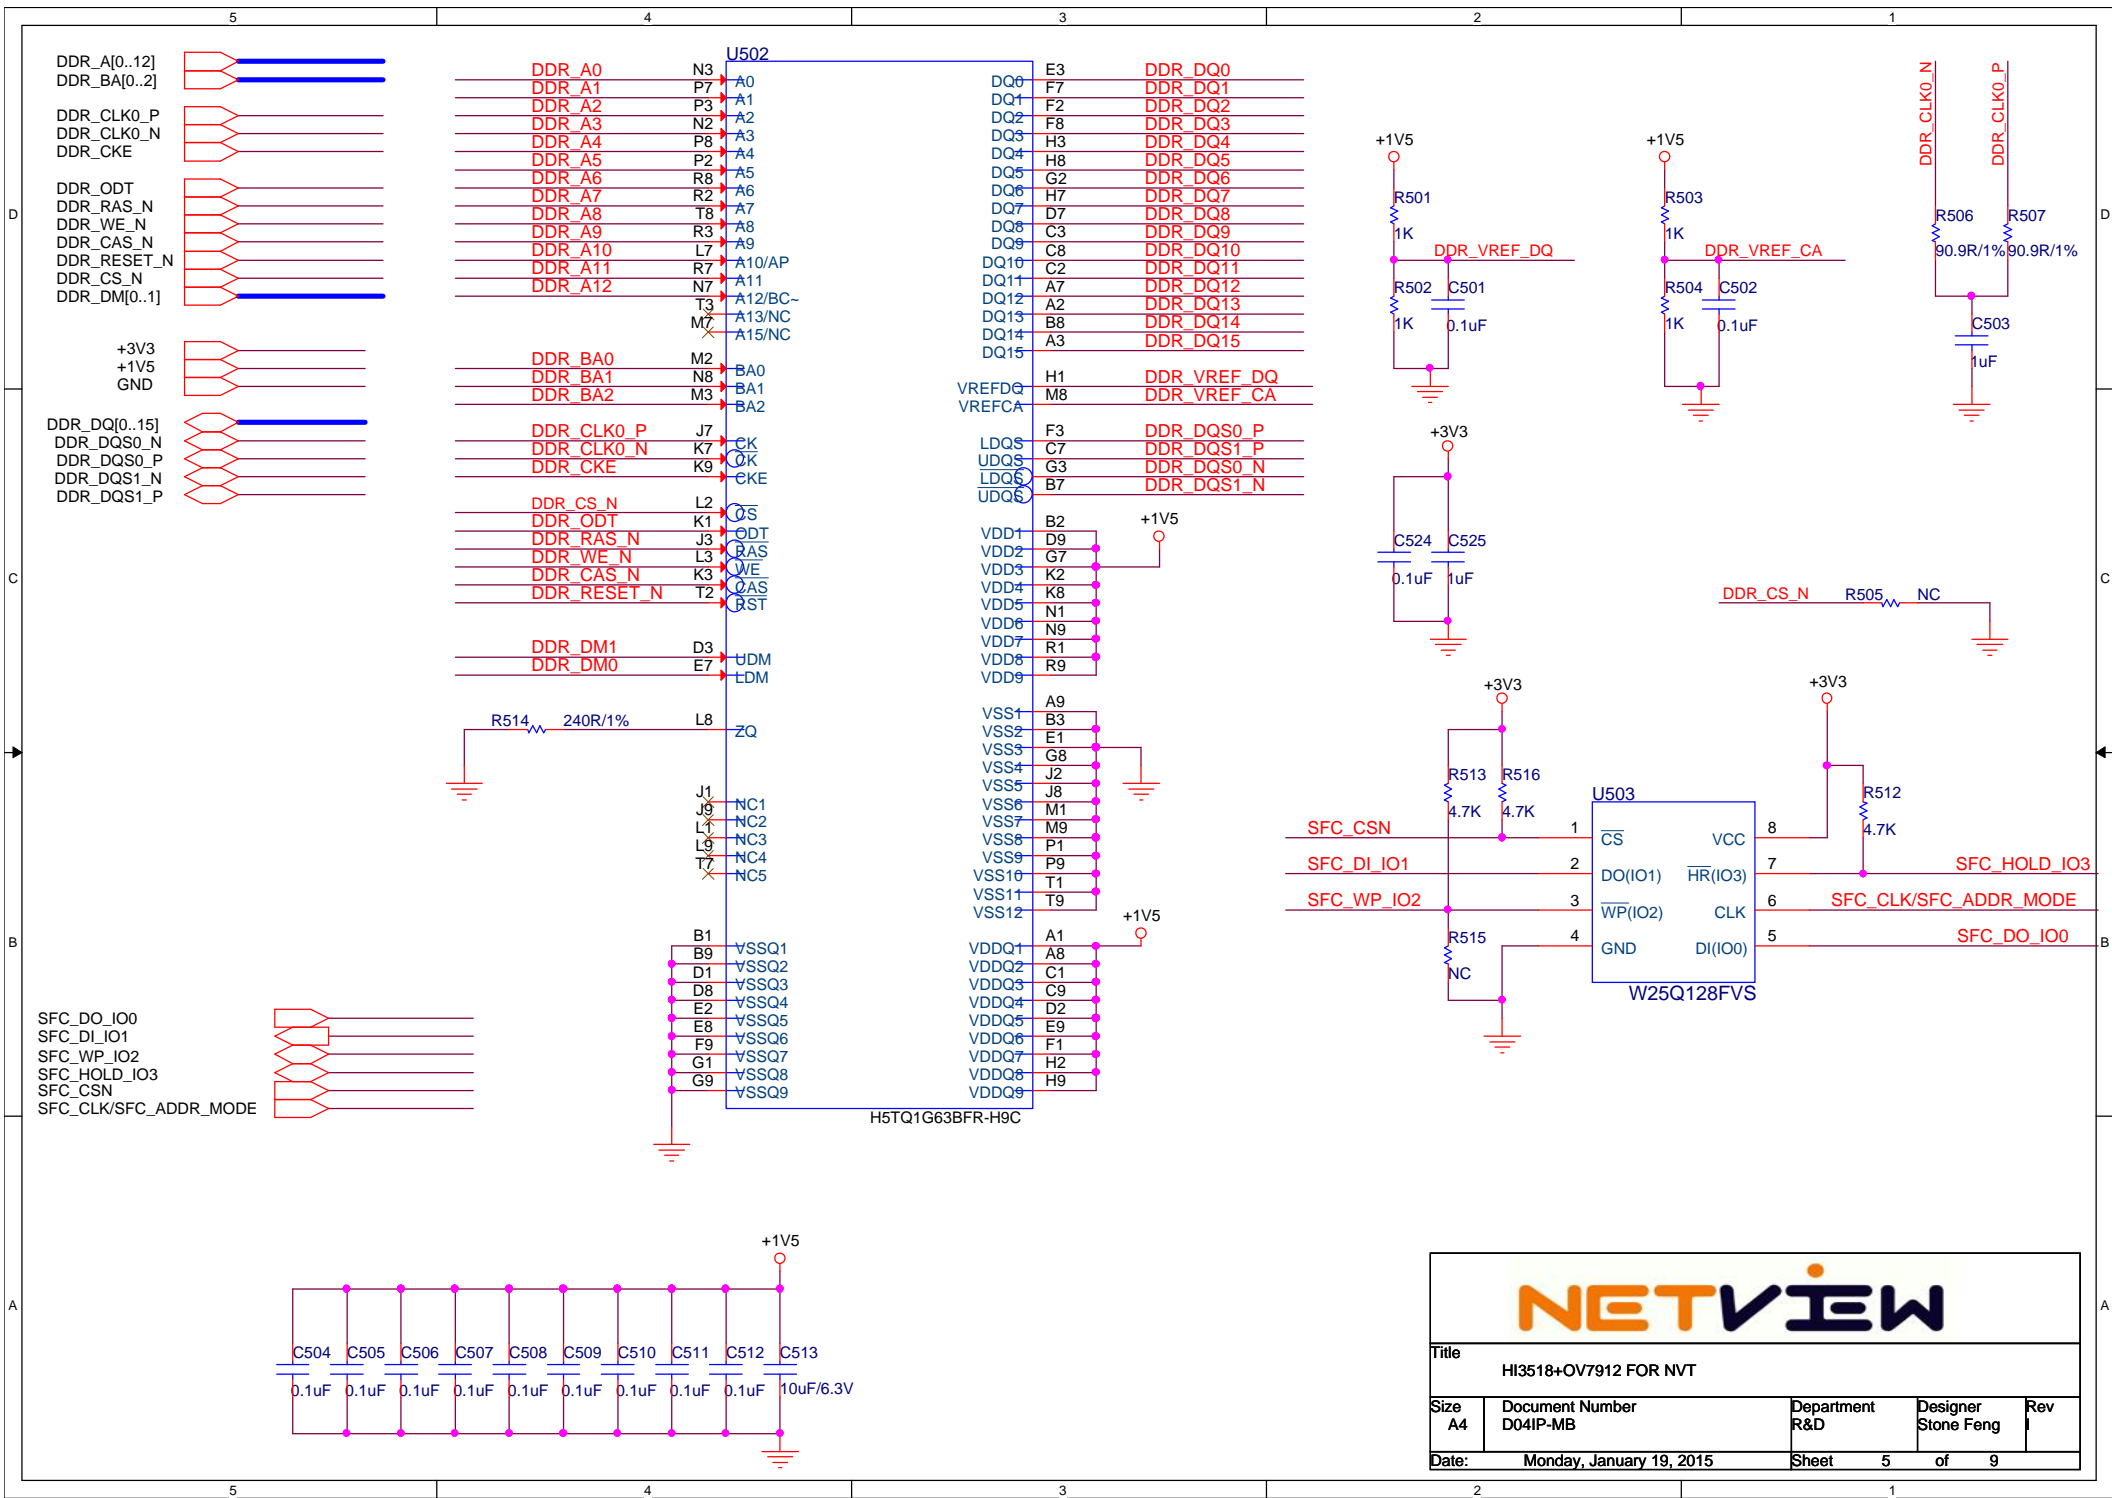 5 4 3 2 1
D
C
B
A
DDR_A[0..12]
DDR_BA[0..2]
DDR_CLK0_P
DDR_CLK0_N
DDR_CKE
DDR_ODT
DDR_RAS_N
DDR_WE_N
DDR_CAS_N
DDR_RESET_N
DDR_CS_N
DDR_DM[0..1]
+3V3
+1V5
GND
DDR_DQ[0..15]
DDR_DQS0_N
DDR_DQS0_P
DDR_DQS1_N
DDR_DQS1_P
SFC_DO_IO0
SFC_DI_IO1
SFC_WP_IO2
SFC_HOLD_IO3
SFC_CSN
SFC_CLK/SFC_ADDR_MODE
U502
DDR_A0 N3 A0
DDR_A1 P7 A1
DDR_A2 P3 A2
DDR_A3 N2 A3
DDR_A4 P8 A4
DDR_A5 P2 A5
DDR_A6 R8 A6
DDR_A7 R2 A7
DDR_A8 T8 A8
DDR_A9 R3 A9
DDR_A10 L7 A10/AP
DDR_A11 R7 A11
DDR_A12 N7 A12/BC~
T3 A13/NC
M7 A15/NC
DDR_BA0 M2 BA0
DDR_BA1 N8 BA1
DDR_BA2 M3 BA2
DDR_CLK0_P J7 CK
DDR_CLK0_N K7 CK
DDR_CKE K9 CKE
DDR_CS_N L2 CS
DDR_ODT K1 ODT
DDR_RAS_N J3 RAS
DDR_WE_N L3 WE
DDR_CAS_N K3 CAS
DDR_RESET_N T2 RST
DDR_DM1 D3 UDM
DDR_DM0 E7 LDM
R514 240R/1% L8 ZQ
J1 NC1
J9 NC2
L1 NC3
L9 NC4
T7 NC5
B1 VSSQ1
B9 VSSQ2
D1 VSSQ3
D8 VSSQ4
E2 VSSQ5
E8 VSSQ6
F9 VSSQ7
G1 VSSQ8
G9 VSSQ9
DQ0 E3 DDR_DQ0
DQ1 F7 DDR_DQ1
DQ2 F2 DDR_DQ2
DQ3 F8 DDR_DQ3
DQ4 H3 DDR_DQ4
DQ5 H8 DDR_DQ5
DQ6 G2 DDR_DQ6
DQ7 H7 DDR_DQ7
DQ8 D7 DDR_DQ8
DQ9 C3 DDR_DQ9
DQ10 C8 DDR_DQ10
DQ11 C2 DDR_DQ11
DQ12 A7 DDR_DQ12
DQ13 A2 DDR_DQ13
DQ14 B8 DDR_DQ14
DQ15 A3 DDR_DQ15
VREFDQ H1 DDR_VREF_DQ
VREFCA M8 DDR_VREF_CA
LDQS F3 DDR_DQS0_P
UDQS C7 DDR_DQS1_P
LDQS G3 DDR_DQS0_N
UDQS B7 DDR_DQS1_N
+1V5
VDD1 B2
VDD2 D9
VDD3 G7
VDD4 K2
VDD5 K8
VDD6 N1
VDD7 N9
VDD8 R1
VDD9 R9
VSS1 A9
VSS2 B3
VSS3 E1
VSS4 G8
VSS5 J2
VSS6 J8
VSS7 M1
VSS8 M9
VSS9 P1
VSS10 P9
VSS11 T1
VSS12 T9
+1V5
VDDQ1 A1
VDDQ2 A8
VDDQ3 C1
VDDQ4 C9
VDDQ5 D2
VDDQ6 E9
VDDQ7 F1
VDDQ8 H2
VDDQ9 H9
H5TQ1G63BFR-H9C
+1V5
R501
1K
DDR_VREF_DQ
R502 C501
1K 0.1uF
+1V5
R503
1K
DDR_VREF_CA
R504 C502
1K 0.1uF
DDR_CLK0_N
DDR_CLK0_P
R506 R507
90.9R/1% 90.9R/1%
C503
1uF
+3V3
C524 C525
0.1uF 1uF
DDR_CS_N R505 NC
+3V3
R513 R516
4.7K 4.7K
+3V3
R512
4.7K
U503
SFC_CSN 1 CS
SFC_DI_IO1 2 DO(IO1)
SFC_WP_IO2 3 WP(IO2)
4 GND
VCC 8
HR(IO3) 7 SFC_HOLD_IO3
CLK 6 SFC_CLK/SFC_ADDR_MODE
DI(IO0) 5 SFC_DO_IO0
R515
NC
W25Q128FVS
+1V5
C504 C505 C506 C507 C508 C509 C510 C511 C512 C513
0.1uF 0.1uF 0.1uF 0.1uF 0.1uF 0.1uF 0.1uF 0.1uF 0.1uF 10uF/6.3V
NETVIEW
Title
HI3518+OV7912 FOR NVT
Size Document Number Department Designer Rev
A4 D04IP-MB R&D Stone Feng I
Date: Monday, January 19, 2015 Sheet 5 of 9
D
C
B
A
5 4 3 2 1